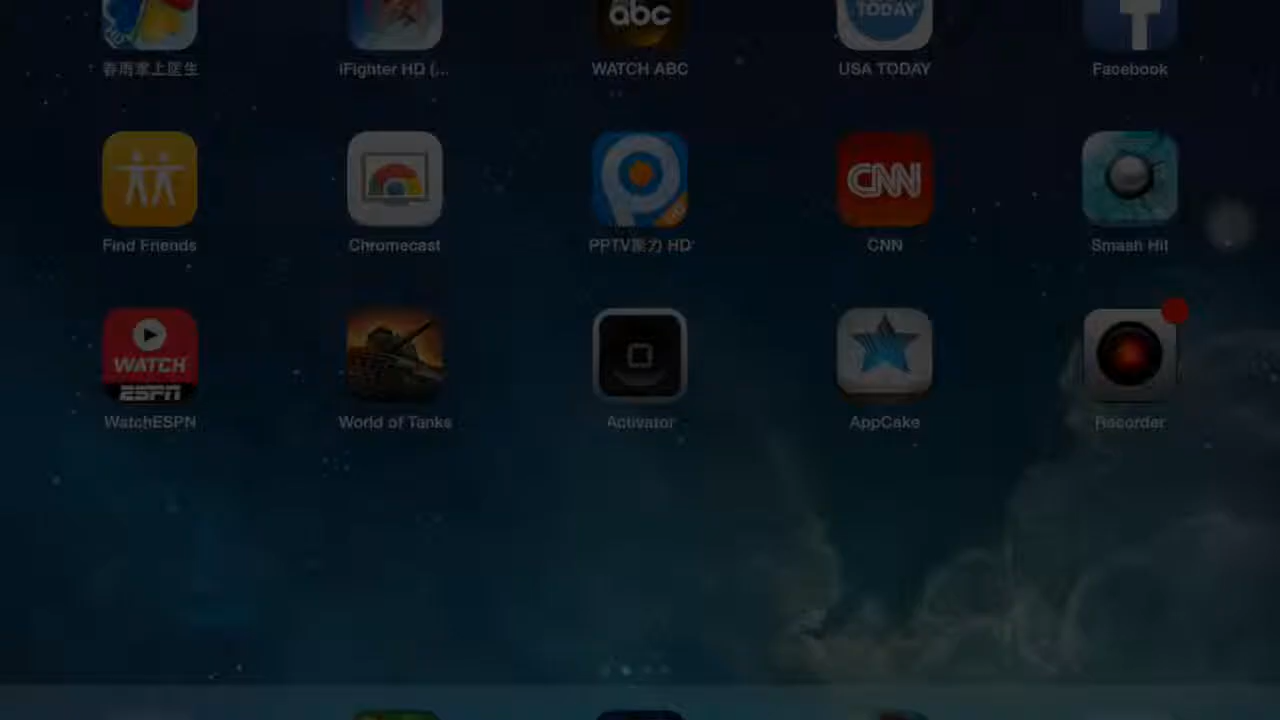 abc
TODAY
春雨掌上医生
iFighter HD (...
WATCH ABC
USA TODAY
Facebook
CNN
Find Friends
Chromecast
PPTV聚力 HD
CNN
Smash Hit
WATCH
ESPN
WatchESPN
World of Tanks
Activator
AppCake
Recorder